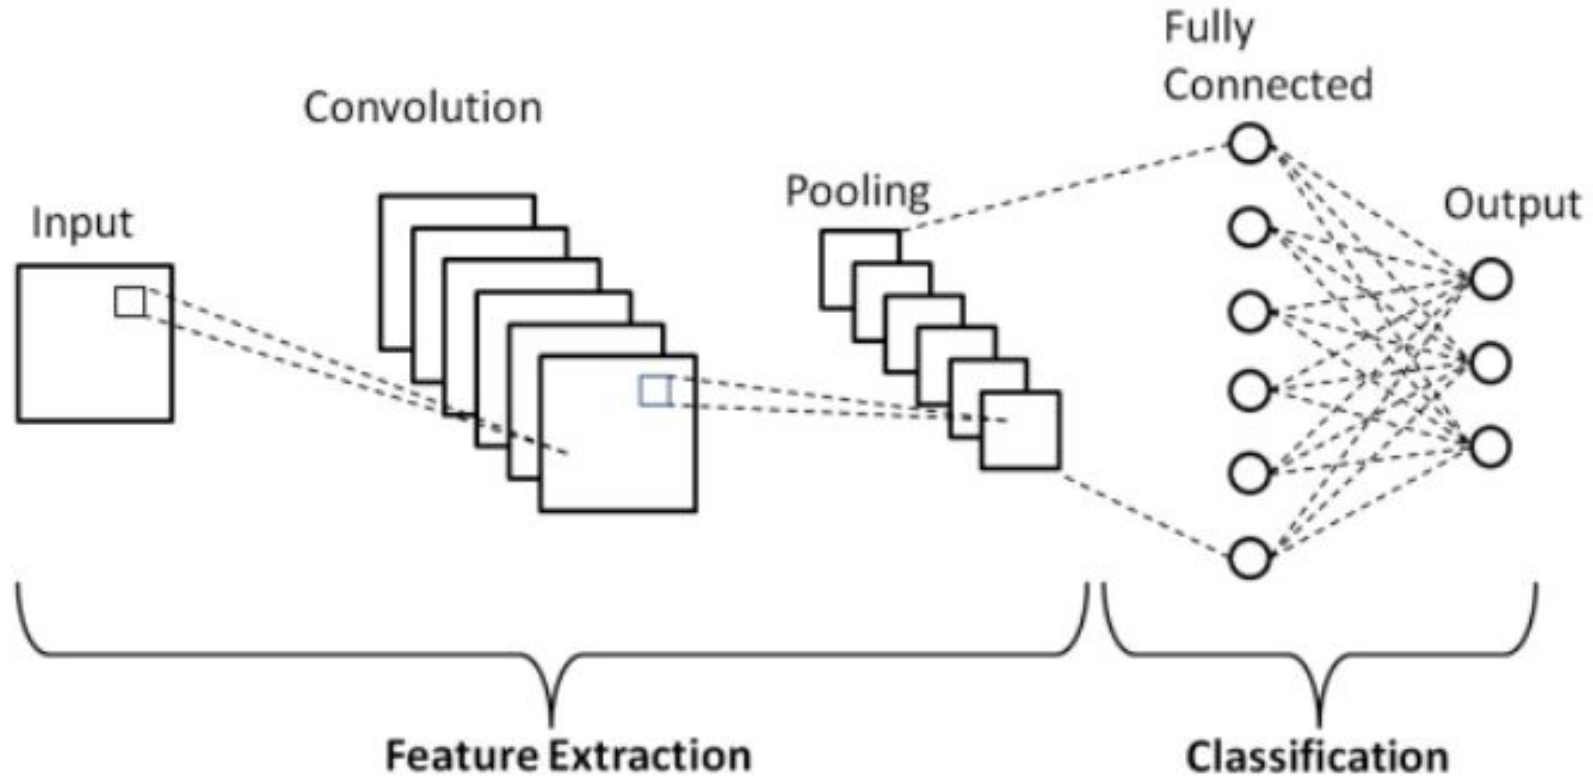 Fully
Connected
Convolution
Pooling
Input
Output
Feature Extraction
Classification